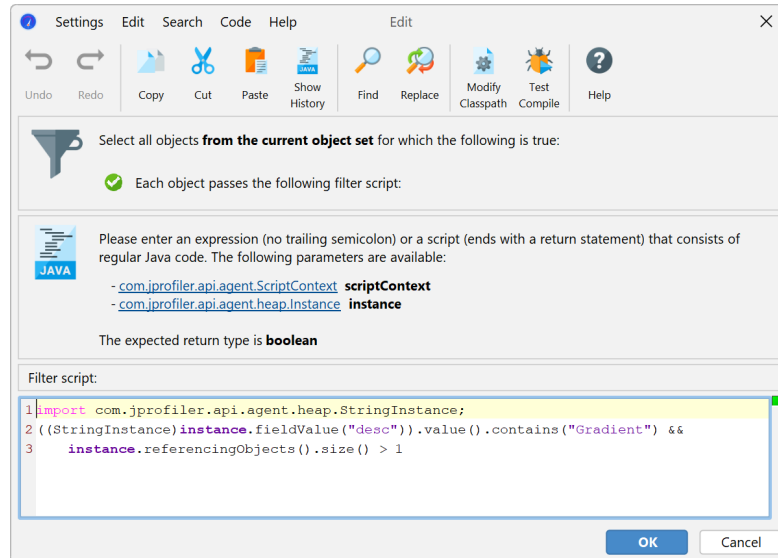 Settings Edit Search Code Help Edit
Undo Redo Copy Cut Paste Show History Find Replace Modify Classpath Test Compile Help
Select all objects from the current object set for which the following is true:
Each object passes the following filter script:
JAVA
Please enter an expression (no trailing semicolon) or a script (ends with a return statement) that consists of
regular Java code. The following parameters are available:
- com.jprofiler.api.agent.ScriptContext scriptContext
- com.jprofiler.api.agent.heap.Instance instance
The expected return type is boolean
Filter script:
1 import com.jprofiler.api.agent.heap.StringInstance;
2 ((StringInstance)instance.fieldValue("desc")).value().contains("Gradient") &&
3 instance.referencingObjects().size() > 1
OK Cancel